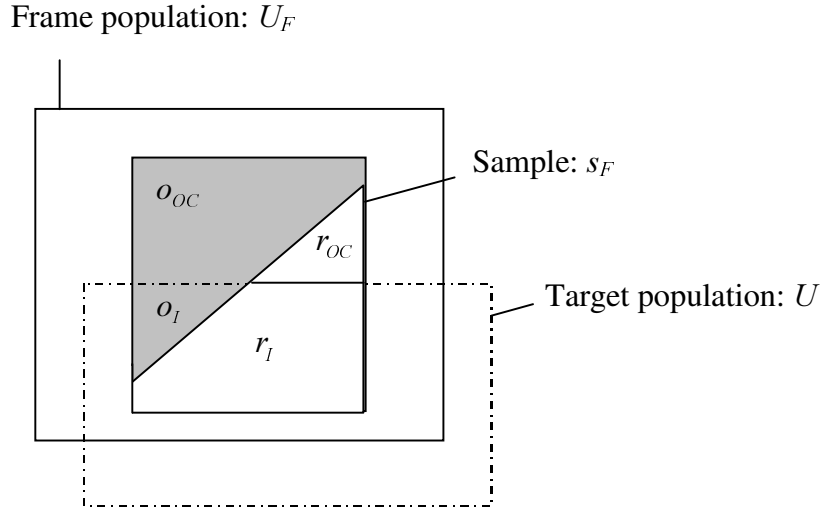 Frame population: U_F
Sample: s_F
o_OC
r_OC
Target population: U
o_I
r_I